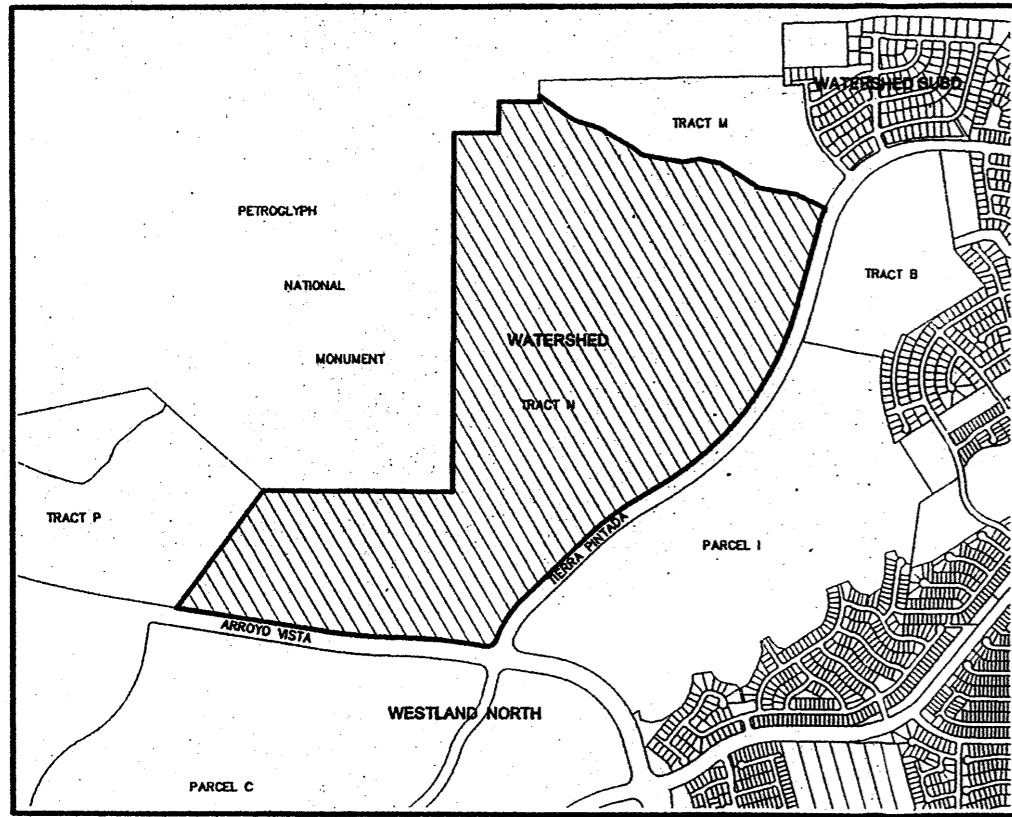 WATERSHED SUBD.
TRACT M
PETROGLYPH
NATIONAL
MONUMENT
TRACT B
WATERSHED
TRACT N
TRACT P
PARCEL I
TIERRA PINTADA
ARROYO VISTA
WESTLAND NORTH
PARCEL C